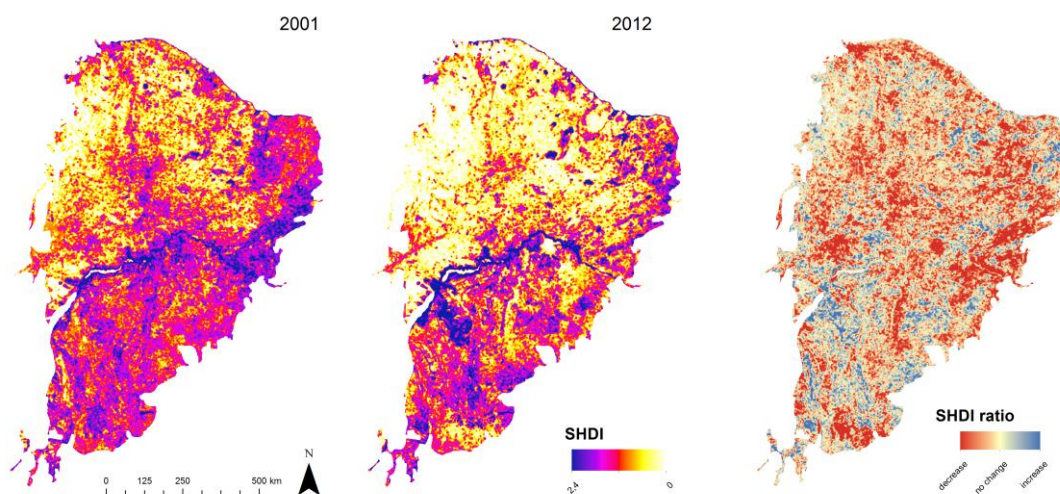 2001
2012
SHDI
2,4
0
N
0 125 250 500 km
SHDI ratio
decrease
no change
increase